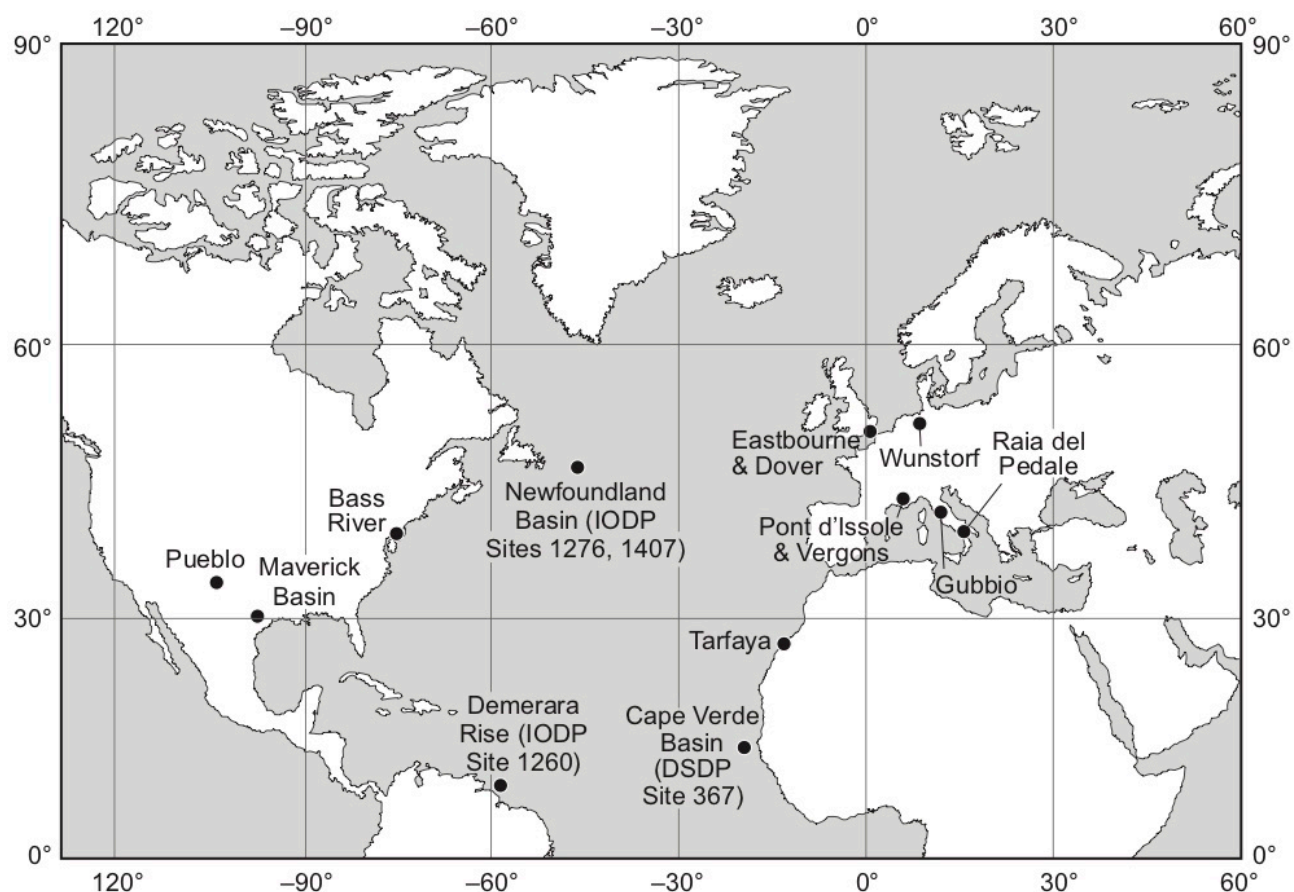 120°
–90°
–60°
–30°
0°
30°
60°
90°
90°
60°
60°
Eastbourne
& Dover
Wunstorf
Raia del
Pedale
Newfoundland
Basin (IODP
Sites 1276, 1407)
Bass
River
Pont d’Issole
& Vergons
Pueblo
Maverick
Basin
Gubbio
30°
30°
Tarfaya
Demerara
Rise (IODP
Site 1260)
Cape Verde
Basin
(DSDP
Site 367)
0°
0°
120°
–90°
–60°
–30°
0°
30°
60°